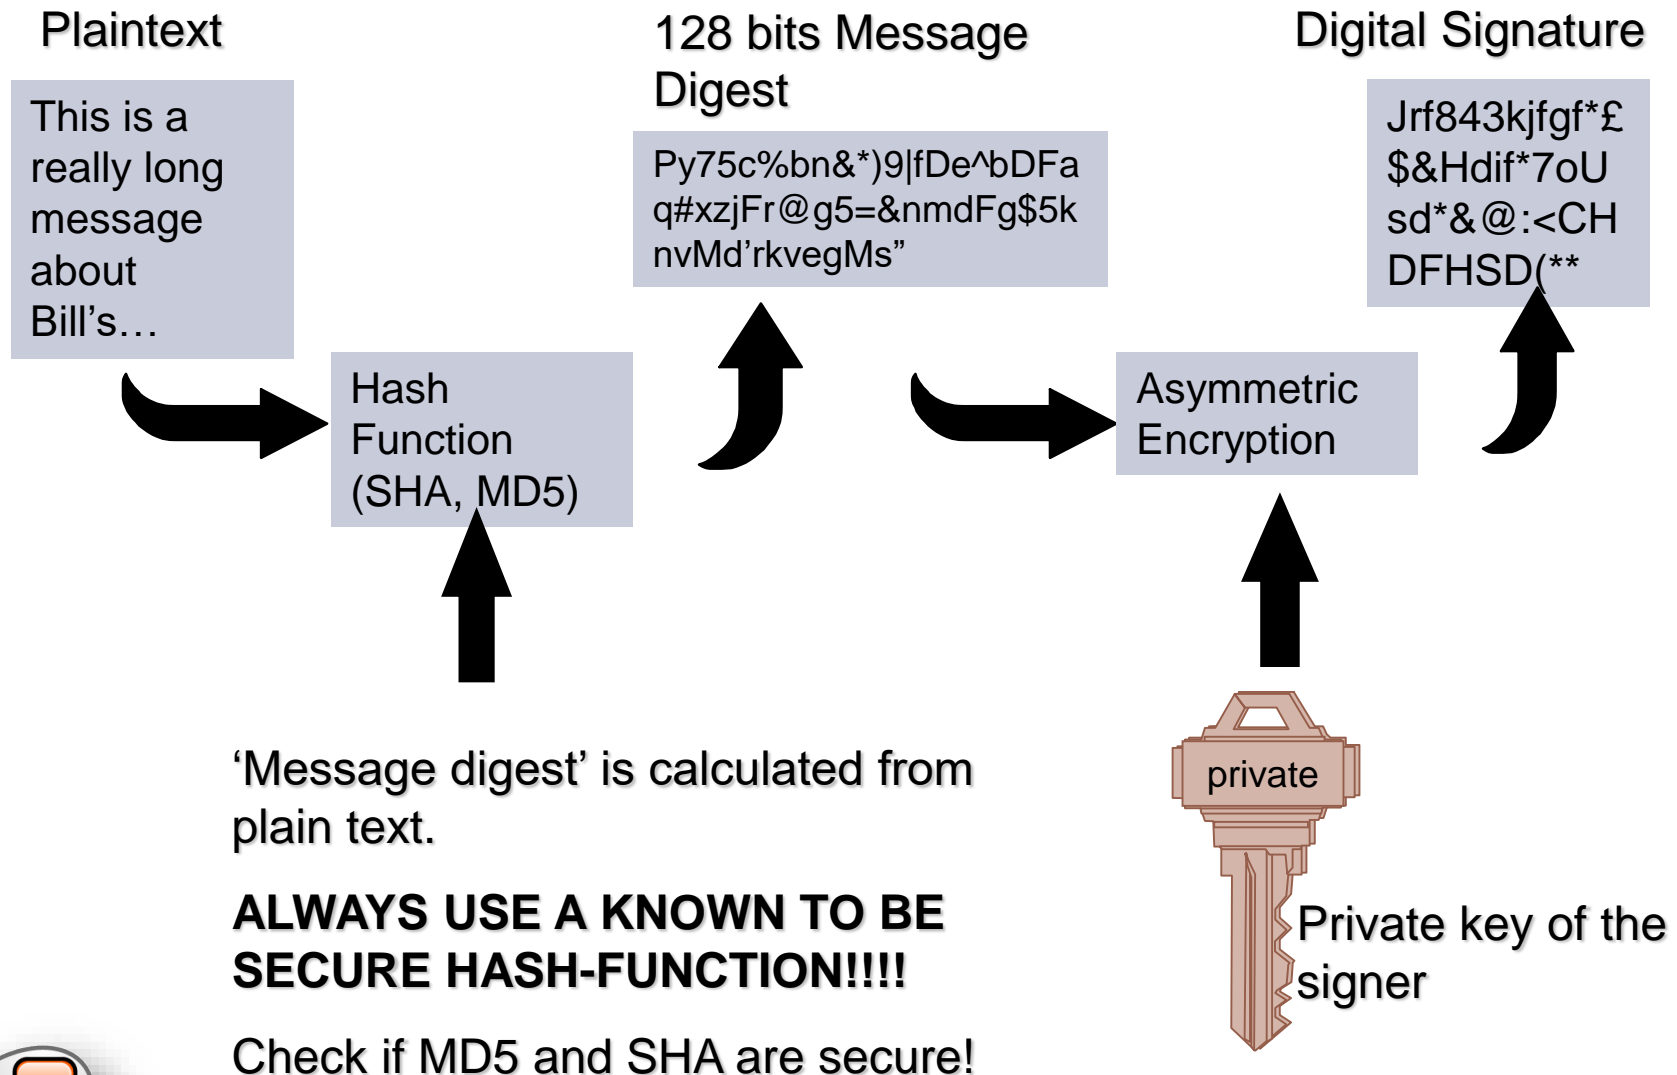 Plaintext
This is a
really long
message
about
Bill's…
Hash
Function
(SHA, MD5)
128 bits Message
Digest
Py75c%bn&*)9|fDe^bDFa
q#xzjFr@g5=&nmdFg$5k
nvMd’rkvegMs”
Asymmetric
Encryption
Digital Signature
Jrf843kjfgf*£
$&Hdif*7oU
sd*&@:<CH
DFHSD(**
private
Private key of the
signer
‘Message digest’ is calculated from
plain text.
ALWAYS USE A KNOWN TO BE
SECURE HASH-FUNCTION!!!!
Check if MD5 and SHA are secure!